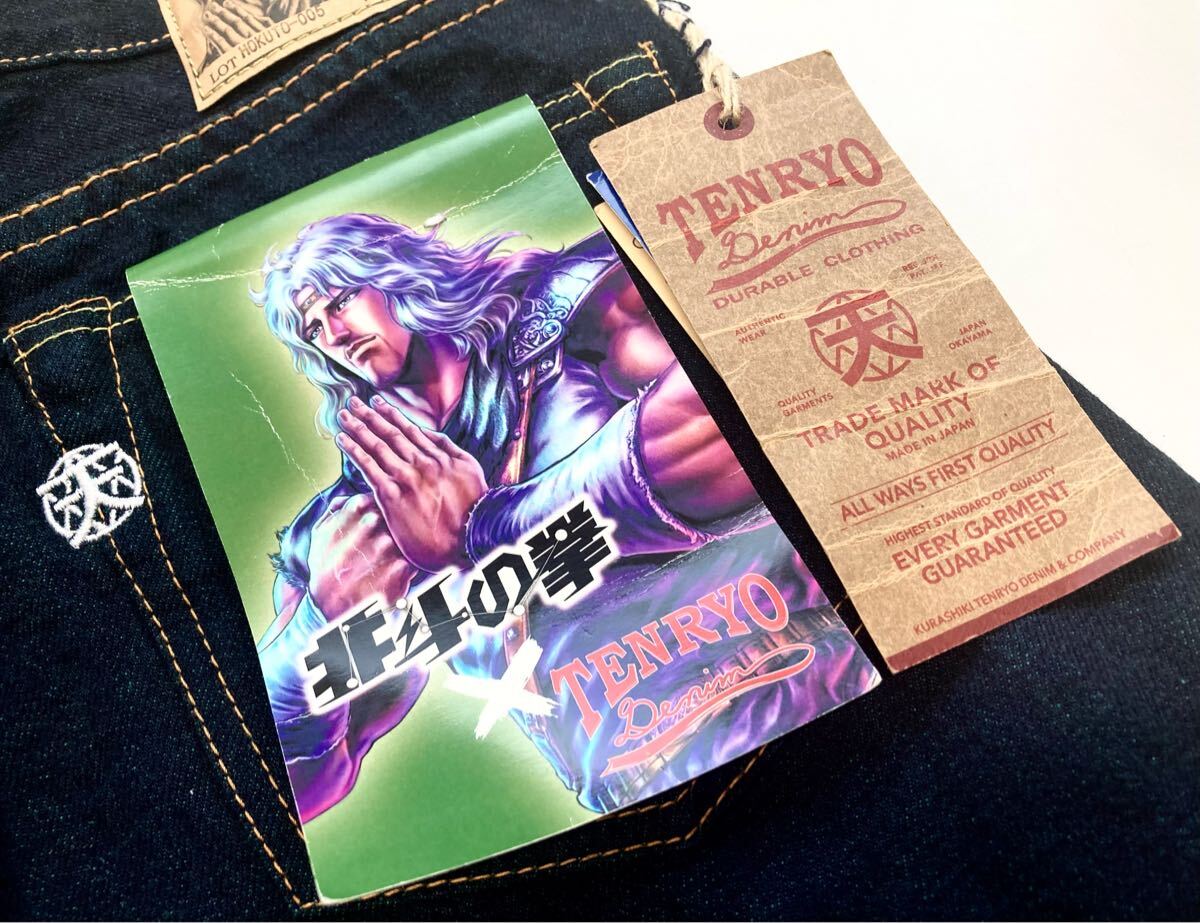 LOT HOKUTO-005
北斗の拳
×
TENRYO
Denim
TENRYO
Denim
DURABLE CLOTHING
AUTHENTIC
WEAR
天
JAPAN
OKAYAMA
QUALITY
GARMENTS
TRADE MARK OF
QUALITY
MADE IN JAPAN
ALL WAYS FIRST QUALITY
HIGHEST STANDARD OF QUALITY
EVERY GARMENT
GUARANTEED
KURASHIKI TENRYO DENIM & COMPANY
天